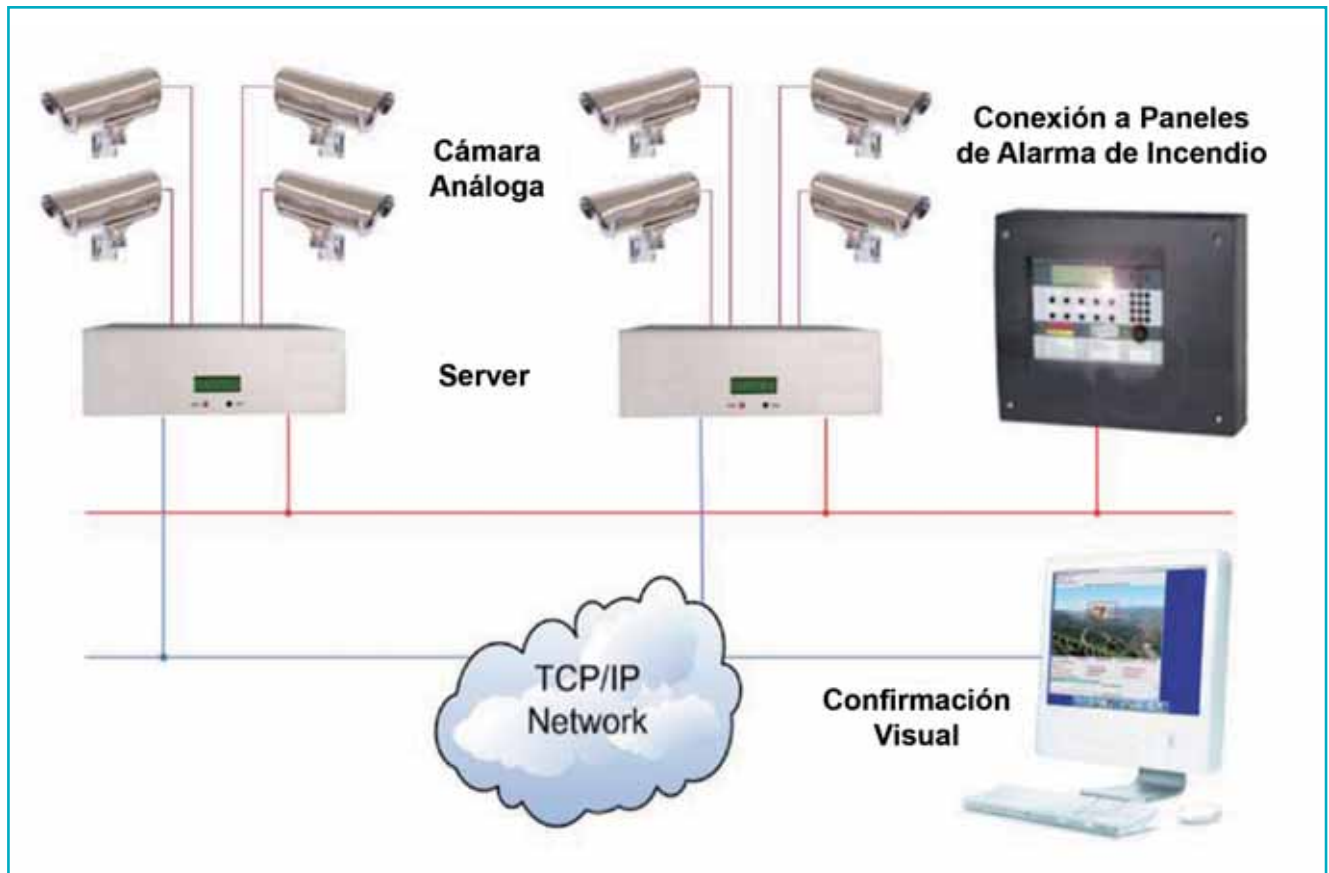 Cámara
Análoga
Conexión a Paneles
de Alarma de Incendio
Server
TCP/IP
Network
Confirmación
Visual